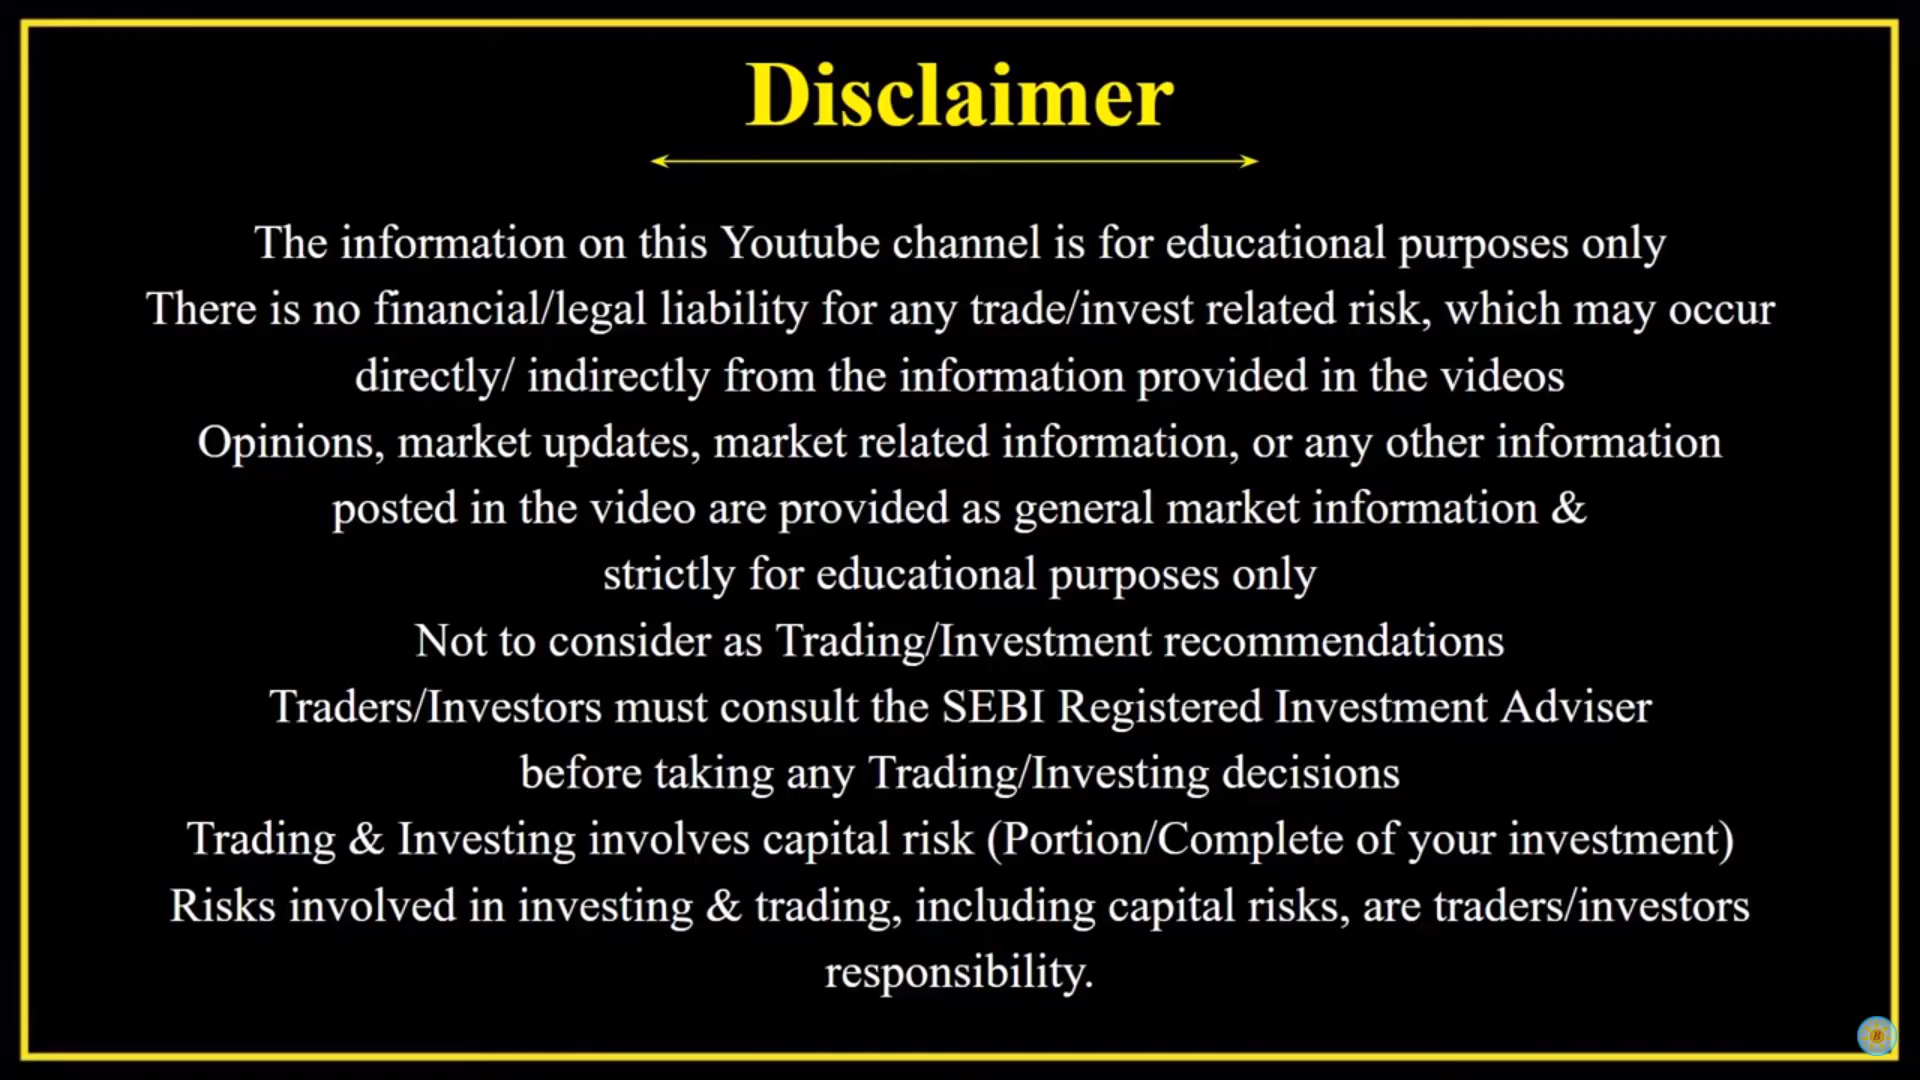 Disclaimer
The information on this Youtube channel is for educational purposes only
There is no financial/legal liability for any trade/invest related risk, which may occur
directly/ indirectly from the information provided in the videos
Opinions, market updates, market related information, or any other information
posted in the video are provided as general market information &
strictly for educational purposes only
Not to consider as Trading/Investment recommendations
Traders/Investors must consult the SEBI Registered Investment Adviser
before taking any Trading/Investing decisions
Trading & Investing involves capital risk (Portion/Complete of your investment)
Risks involved in investing & trading, including capital risks, are traders/investors
responsibility.